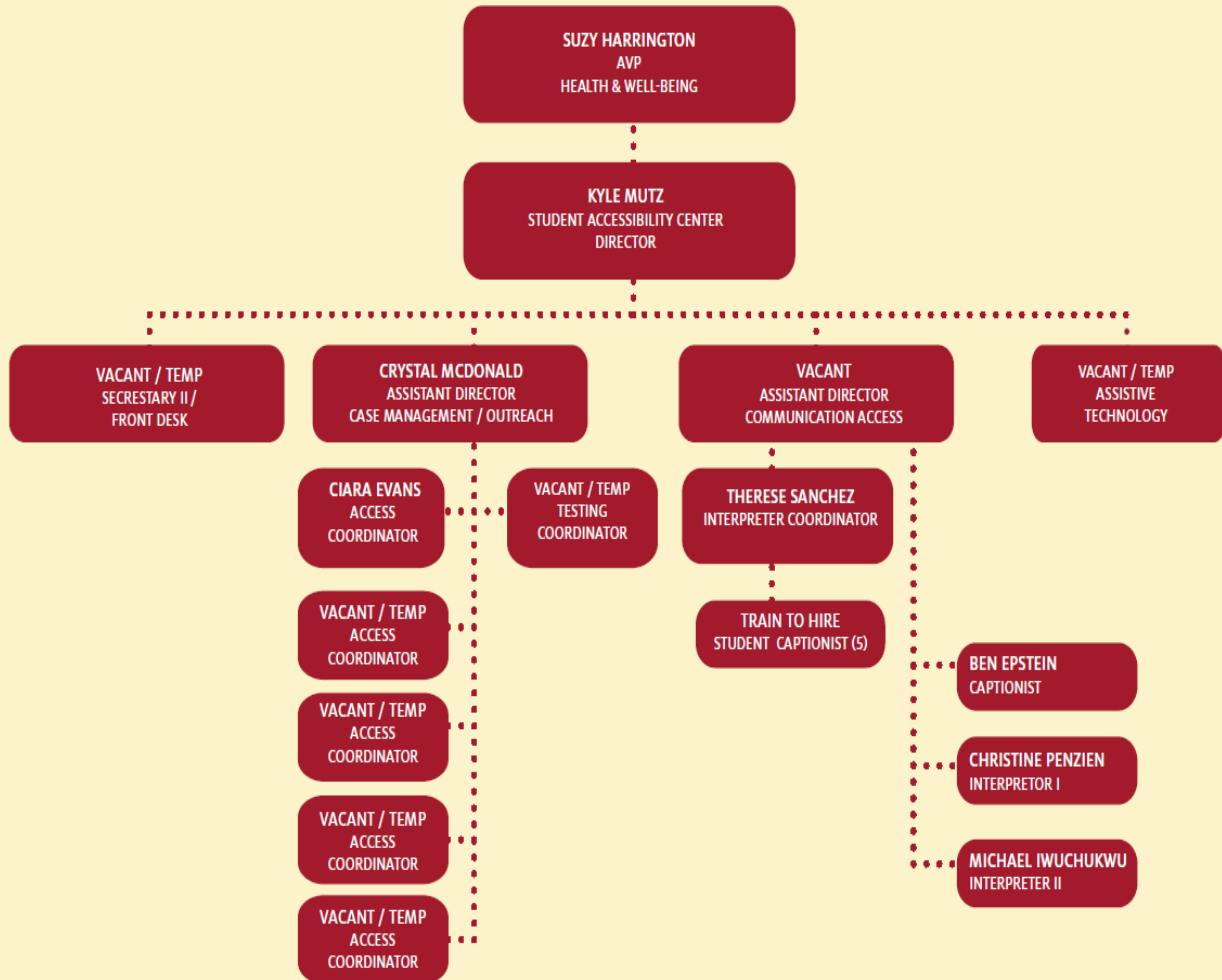 SUZY HARRINGTON
AVP
HEALTH & WELL-BEING
KYLE MUTZ
STUDENT ACCESSIBILITY CENTER
DIRECTOR
VACANT / TEMP
SECRESTARY II /
FRONT DESK
CRYSTAL MCDONALD
ASSISTANT DIRECTOR
CASE MANAGEMENT / OUTREACH
VACANT
ASSISTANT DIRECTOR
COMMUNICATION ACCESS
VACANT / TEMP
ASSISTIVE
TECHNOLOGY
CIARA EVANS
ACCESS
COORDINATOR
VACANT / TEMP
TESTING
COORDINATOR
THERESE SANCHEZ
INTERPRETER COORDINATOR
VACANT / TEMP
ACCESS
COORDINATOR
TRAIN TO HIRE
STUDENT CAPTIONIST (5)
BEN EPSTEIN
CAPTIONIST
VACANT / TEMP
ACCESS
COORDINATOR
CHRISTINE PENZIEN
INTERPRETOR I
VACANT / TEMP
ACCESS
COORDINATOR
MICHAEL IWUCHUKWU
INTERPRETER II
VACANT / TEMP
ACCESS
COORDINATOR